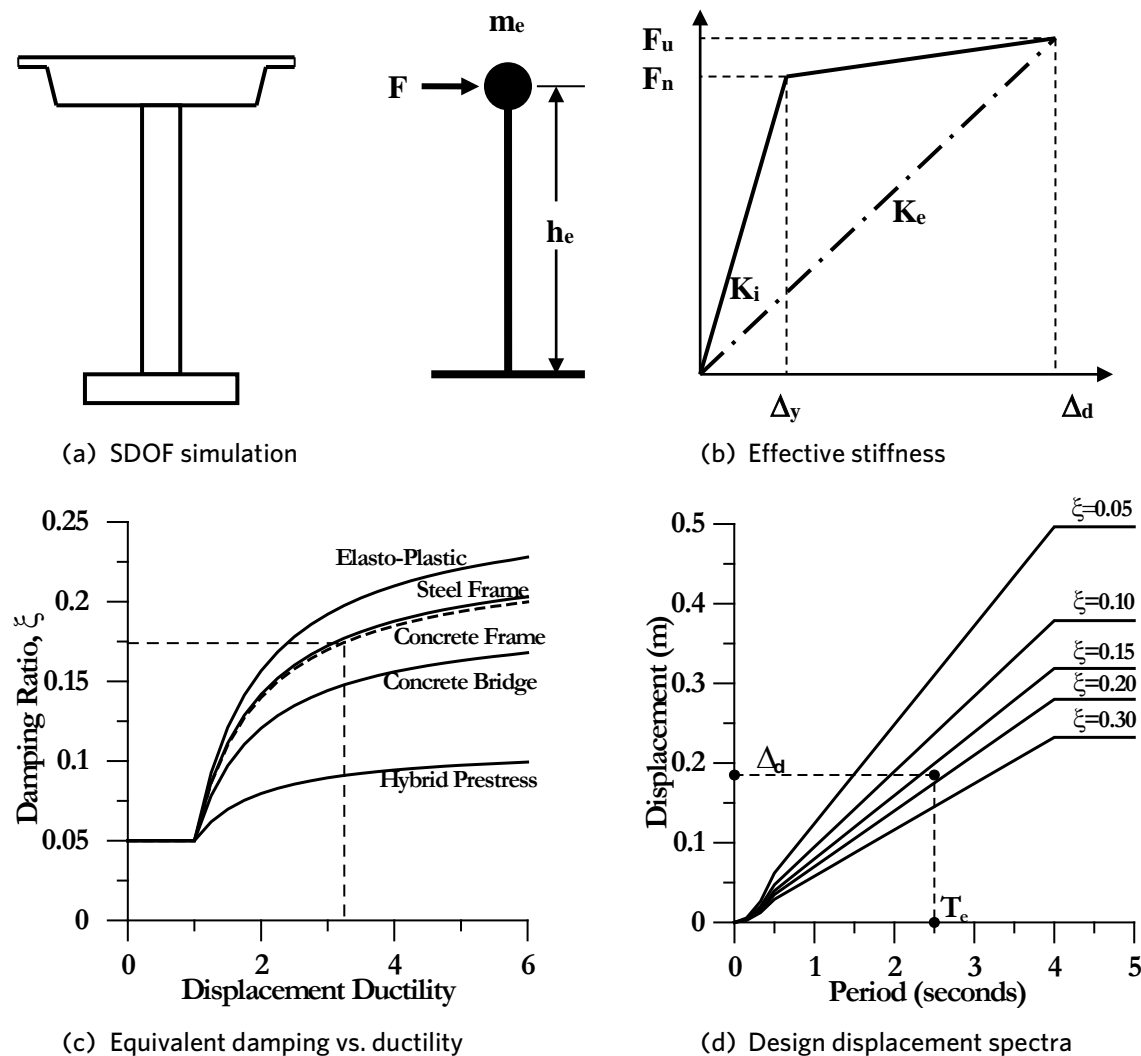 mₑ
F
hₑ
(a) SDOF simulation
Fᵤ
Fₙ
Kₑ
Kᵢ
Δy
Δd
(b) Effective stiffness
0.25
0.2
0.15
0.1
0.05
0
Damping Ratio, ξ
Elasto-Plastic
Steel Frame
Concrete Frame
Concrete Bridge
Hybrid Prestress
0 2 4 6
Displacement Ductility
(c) Equivalent damping vs. ductility
0.5
0.4
0.3
0.2
0.1
0
Displacement (m)
ξ=0.05
ξ=0.10
ξ=0.15
ξ=0.20
ξ=0.30
Δd
Tₑ
0 1 2 3 4 5
Period (seconds)
(d) Design displacement spectra